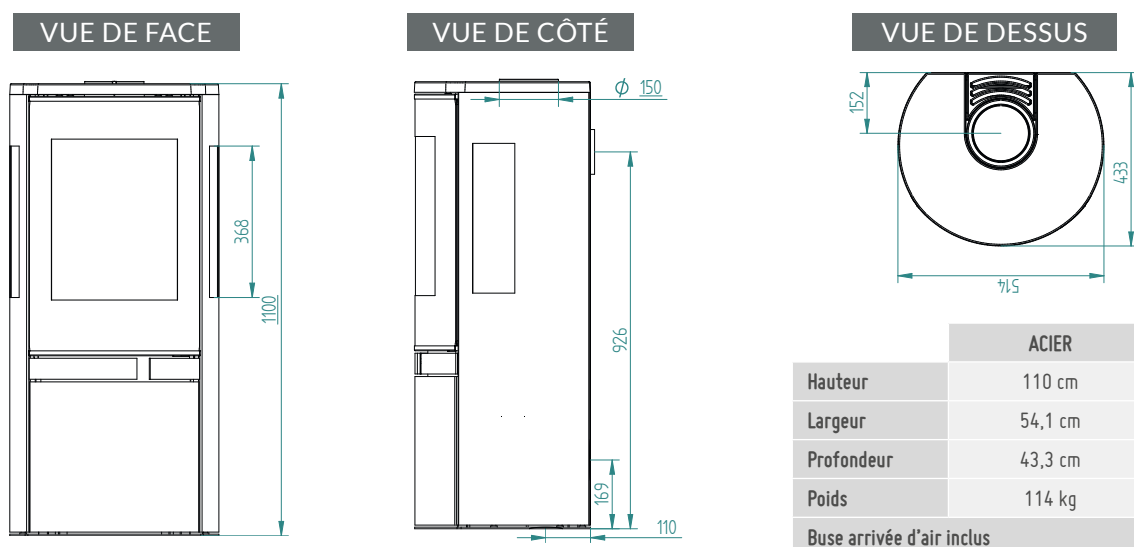 VUE DE FACE
VUE DE CÔTÉ
VUE DE DESSUS
368
1100
ϕ 150
926
169
110
152
433
514
ACIER
Hauteur 110 cm
Largeur 54,1 cm
Profondeur 43,3 cm
Poids 114 kg
Buse arrivée d'air inclus